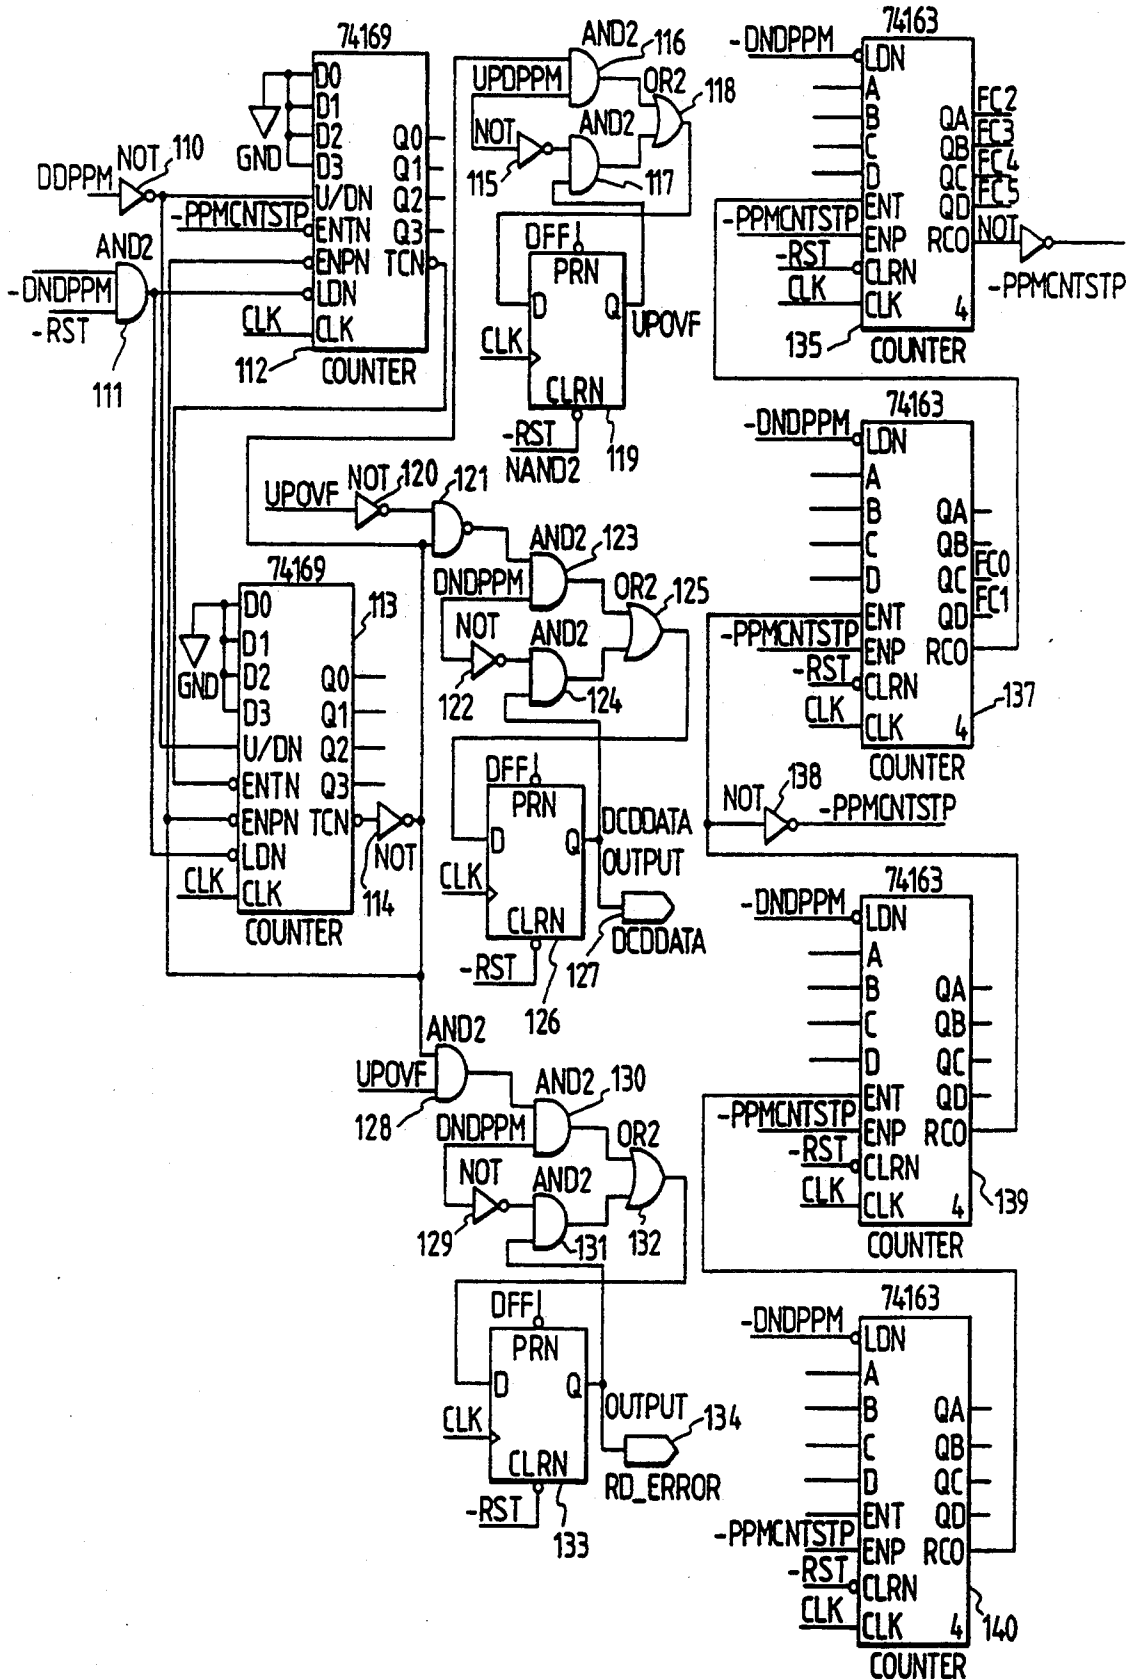 74169
D0
D1
D2
D3
GND
DDPPM
NOT
110
U/DN
-PPMCNTSTP
ENTN
ENPN
LDN
CLK
CLK
Q0
Q1
Q2
Q3
TCN
AND2
-DNDPPM
-RST
111
112
COUNTER
AND2
116
UPDPPM
OR2
118
NOT
AND2
115
117
DFF
PRN
D
Q
UPOVF
CLK
CLRN
-RST
119
NAND2
UPOVF
NOT
120
121
AND2
123
DNDPPM
OR2
125
NOT
AND2
122
124
74169
113
D0
D1
D2
D3
GND
U/DN
ENTN
ENPN
LDN
CLK
CLK
Q0
Q1
Q2
Q3
TCN
NOT
114
COUNTER
DFF
PRN
D
Q
DCDDATA
OUTPUT
CLK
CLRN
DCDDATA
127
-RST
126
AND2
UPOVF
128
AND2
130
DNDPPM
OR2
NOT
AND2
129
131
132
DFF
PRN
D
Q
OUTPUT
134
CLK
CLRN
RD_ERROR
-RST
133
74163
-DNDPPM
LDN
A
B
C
D
QA
FC2
QB
FC3
QC
FC4
QD
FC5
ENT
-PPMCNTSTP
ENP
RCO
NOT
-PPMCNTSTP
-RST
CLRN
CLK
CLK
4
135
COUNTER
74163
-DNDPPM
LDN
A
B
C
D
QA
QB
QC
FC0
QD
FC1
ENT
-PPMCNTSTP
ENP
RCO
-RST
CLRN
CLK
CLK
4
137
COUNTER
NOT
138
-PPMCNTSTP
74163
-DNDPPM
LDN
A
B
C
D
QA
QB
QC
QD
ENT
-PPMCNTSTP
ENP
RCO
-RST
CLRN
CLK
CLK
4
139
COUNTER
74163
-DNDPPM
LDN
A
B
C
D
QA
QB
QC
QD
ENT
-PPMCNTSTP
ENP
RCO
-RST
CLRN
CLK
CLK
4
140
COUNTER